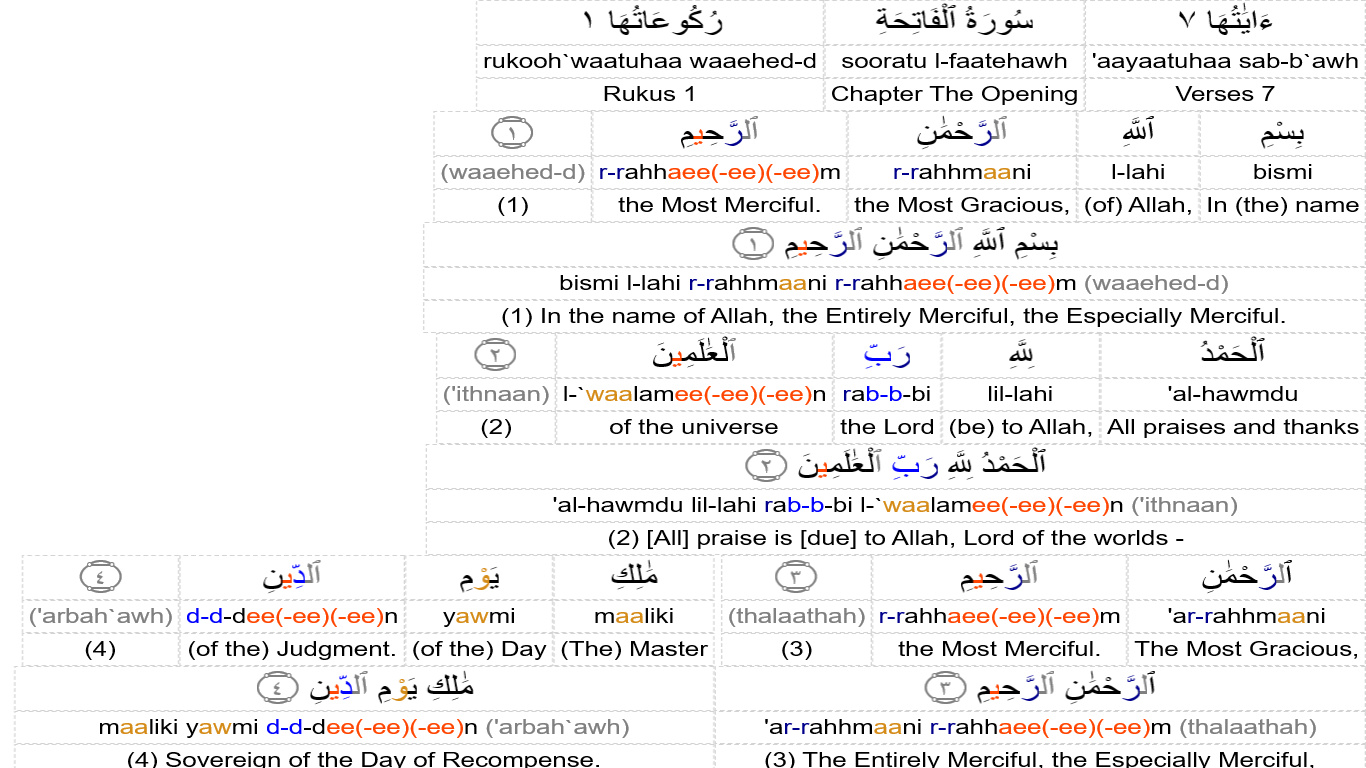 ءَايَٰتُهَا ٧ سُورَةُ ٱلْفَاتِحَةِ رُكُوعَاتُهَا ١
'aayaatuhaa sab-b`awh sooratu l-faatehawh rukooh`waatuhaa waaehed-d
Verses 7 Chapter The Opening Rukus 1
بِسْمِ ٱللَّهِ ٱلرَّحْمَٰنِ ٱلرَّحِيمِ ١
bismi l-lahi r-rahhmaani r-rahhaee(-ee)(-ee)m (waaehed-d)
In (the) name (of) Allah, the Most Gracious, the Most Merciful. (1)
بِسْمِ ٱللَّهِ ٱلرَّحْمَٰنِ ٱلرَّحِيمِ ١
bismi l-lahi r-rahhmaani r-rahhaee(-ee)(-ee)m (waaehed-d)
(1) In the name of Allah, the Entirely Merciful, the Especially Merciful.
ٱلْحَمْدُ لِلَّهِ رَبِّ ٱلْعَٰلَمِينَ ٢
'al-hawmdu lil-lahi rab-b-bi l-`waalamee(-ee)(-ee)n ('ithnaan)
All praises and thanks (be) to Allah, the Lord of the universe (2)
ٱلْحَمْدُ لِلَّهِ رَبِّ ٱلْعَٰلَمِينَ ٢
'al-hawmdu lil-lahi rab-b-bi l-`waalamee(-ee)(-ee)n ('ithnaan)
(2) [All] praise is [due] to Allah, Lord of the worlds -
ٱلرَّحْمَٰنِ ٱلرَّحِيمِ ٣
'ar-rahhmaani r-rahhaee(-ee)(-ee)m (thalaathah)
The Most Gracious, the Most Merciful. (3)
ٱلرَّحْمَٰنِ ٱلرَّحِيمِ ٣
'ar-rahhmaani r-rahhaee(-ee)(-ee)m (thalaathah)
(3) The Entirely Merciful, the Especially Merciful,
مَٰلِكِ يَوْمِ ٱلدِّينِ ٤
maaliki yawmi d-d-dee(-ee)(-ee)n ('arbah`awh)
(The) Master (of the) Day (of the) Judgment. (4)
مَٰلِكِ يَوْمِ ٱلدِّينِ ٤
maaliki yawmi d-d-dee(-ee)(-ee)n ('arbah`awh)
(4) Sovereign of the Day of Recompense.